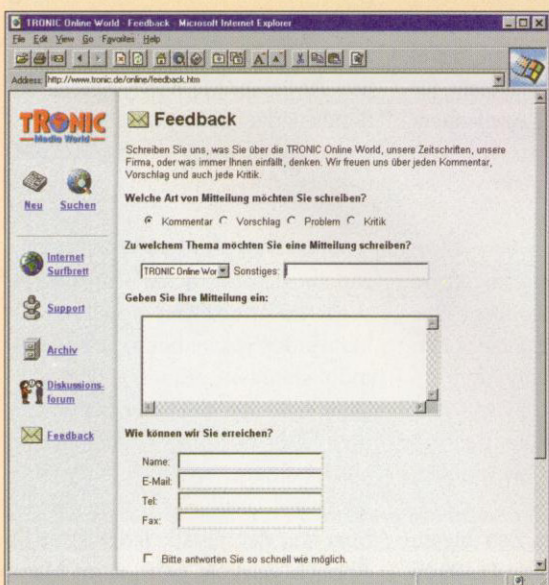 TRONIC Online World - Feedback - Microsoft Internet Explorer
File Edit View Go Favorites Help
Address: http://www.tronic.de/online/feedback.htm
TRONIC
Media World
Neu Suchen
Internet
Surfbrett
Support
Archiv
Diskussions-
forum
Feedback
Feedback
Schreiben Sie uns, was Sie über die TRONIC Online World, unsere Zeitschriften, unsere
Firma, oder was immer Ihnen einfällt, denken. Wir freuen uns über jeden Kommentar,
Vorschlag und auch jede Kritik.
Welche Art von Mitteilung möchten Sie schreiben?
Kommentar Vorschlag Problem Kritik
Zu welchem Thema möchten Sie eine Mitteilung schreiben?
TRONIC Online Wor Sonstiges:
Geben Sie Ihre Mitteilung ein:
Wie können wir Sie erreichen?
Name:
E-Mail:
Tel:
Fax:
Bitte antworten Sie so schnell wie möglich.